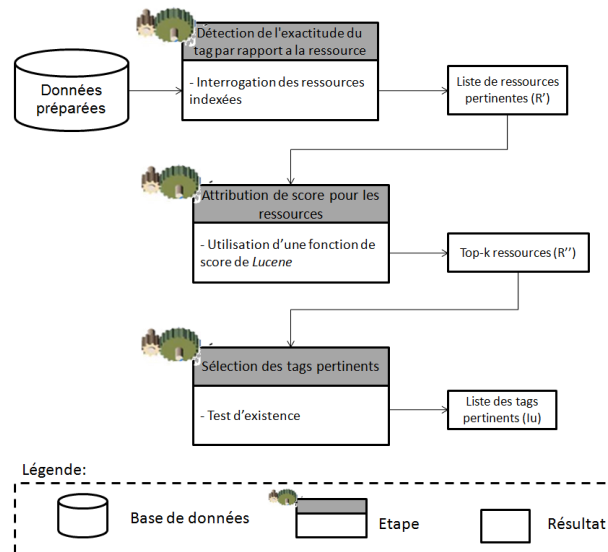 Détection de l'exactitude du
tag par rapport a la ressource
Données
préparées
- Interrogation des ressources
indexées
Liste de ressources
pertinentes (R')
Attribution de score pour les
ressources
- Utilisation d'une fonction de
score de Lucene
Top-k ressources (R'')
Sélection des tags pertinents
- Test d'existence
Liste des tags
pertinents (Iu)
Légende:
Base de données
Etape
Résultat